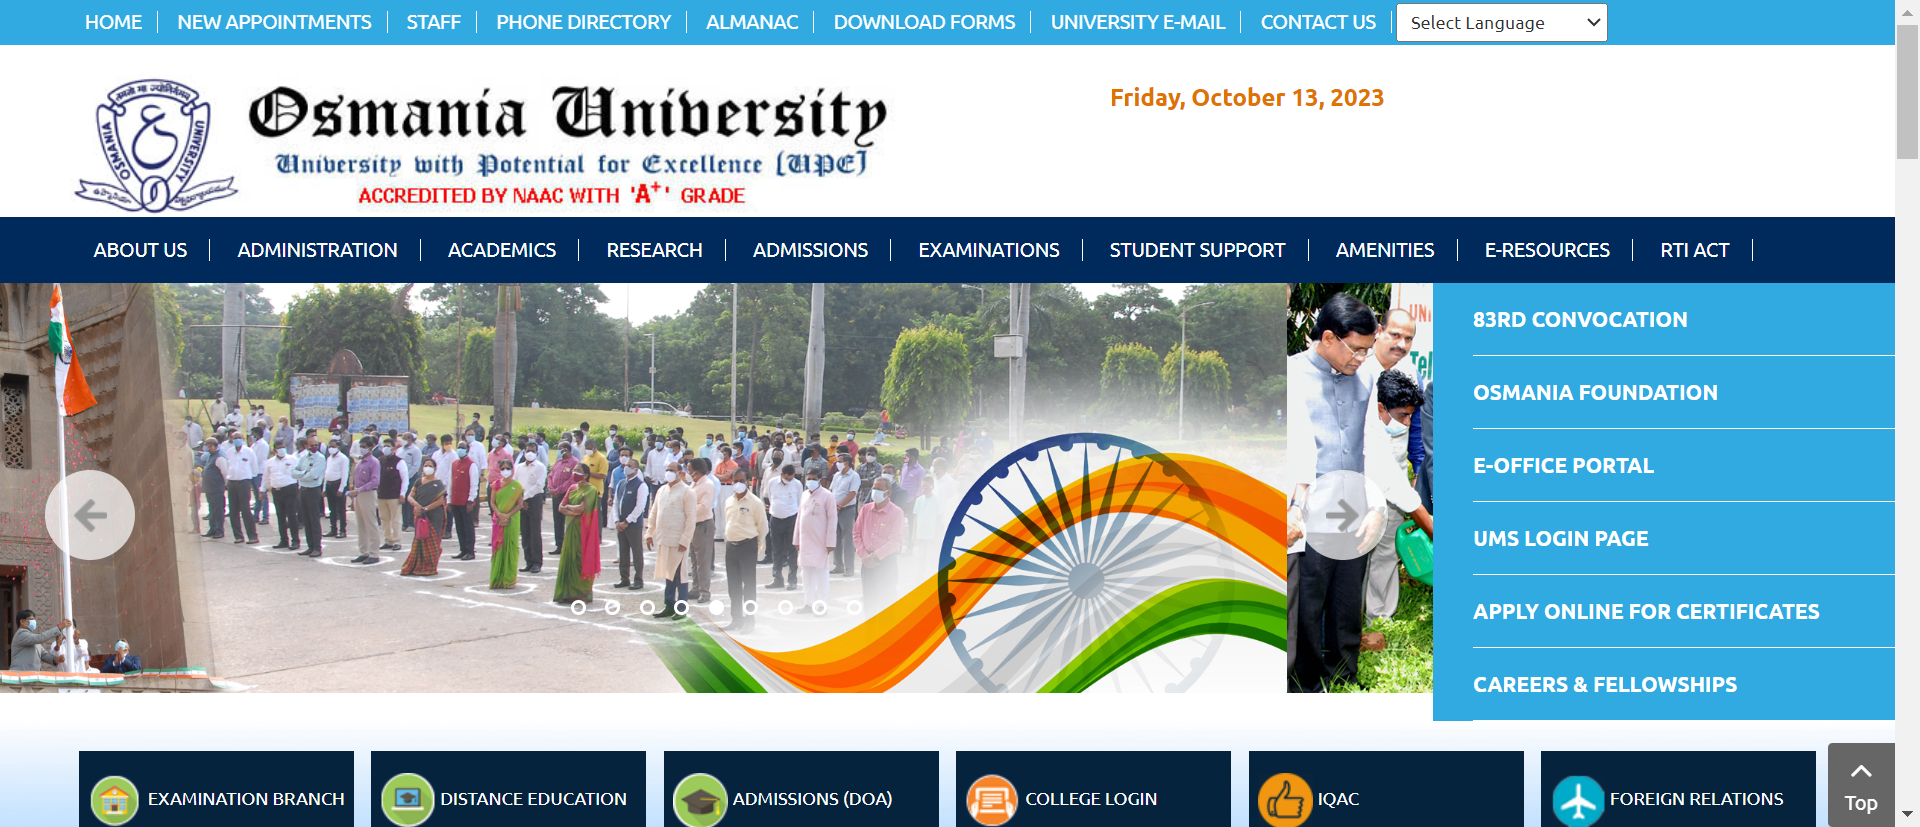 HOME NEW APPOINTMENTS STAFF PHONE DIRECTORY ALMANAC DOWNLOAD FORMS UNIVERSITY E-MAIL CONTACT US Select Language
Osmania University
University with Potential for Excellence [UPE]
ACCREDITED BY NAAC WITH 'A+' GRADE
OSMANIA UNIVERSITY
Friday, October 13, 2023
ABOUT US ADMINISTRATION ACADEMICS RESEARCH ADMISSIONS EXAMINATIONS STUDENT SUPPORT AMENITIES E-RESOURCES RTI ACT
83RD CONVOCATION
OSMANIA FOUNDATION
E-OFFICE PORTAL
UMS LOGIN PAGE
APPLY ONLINE FOR CERTIFICATES
CAREERS & FELLOWSHIPS
EXAMINATION BRANCH
DISTANCE EDUCATION
ADMISSIONS (DOA)
COLLEGE LOGIN
IQAC
FOREIGN RELATIONS
Top